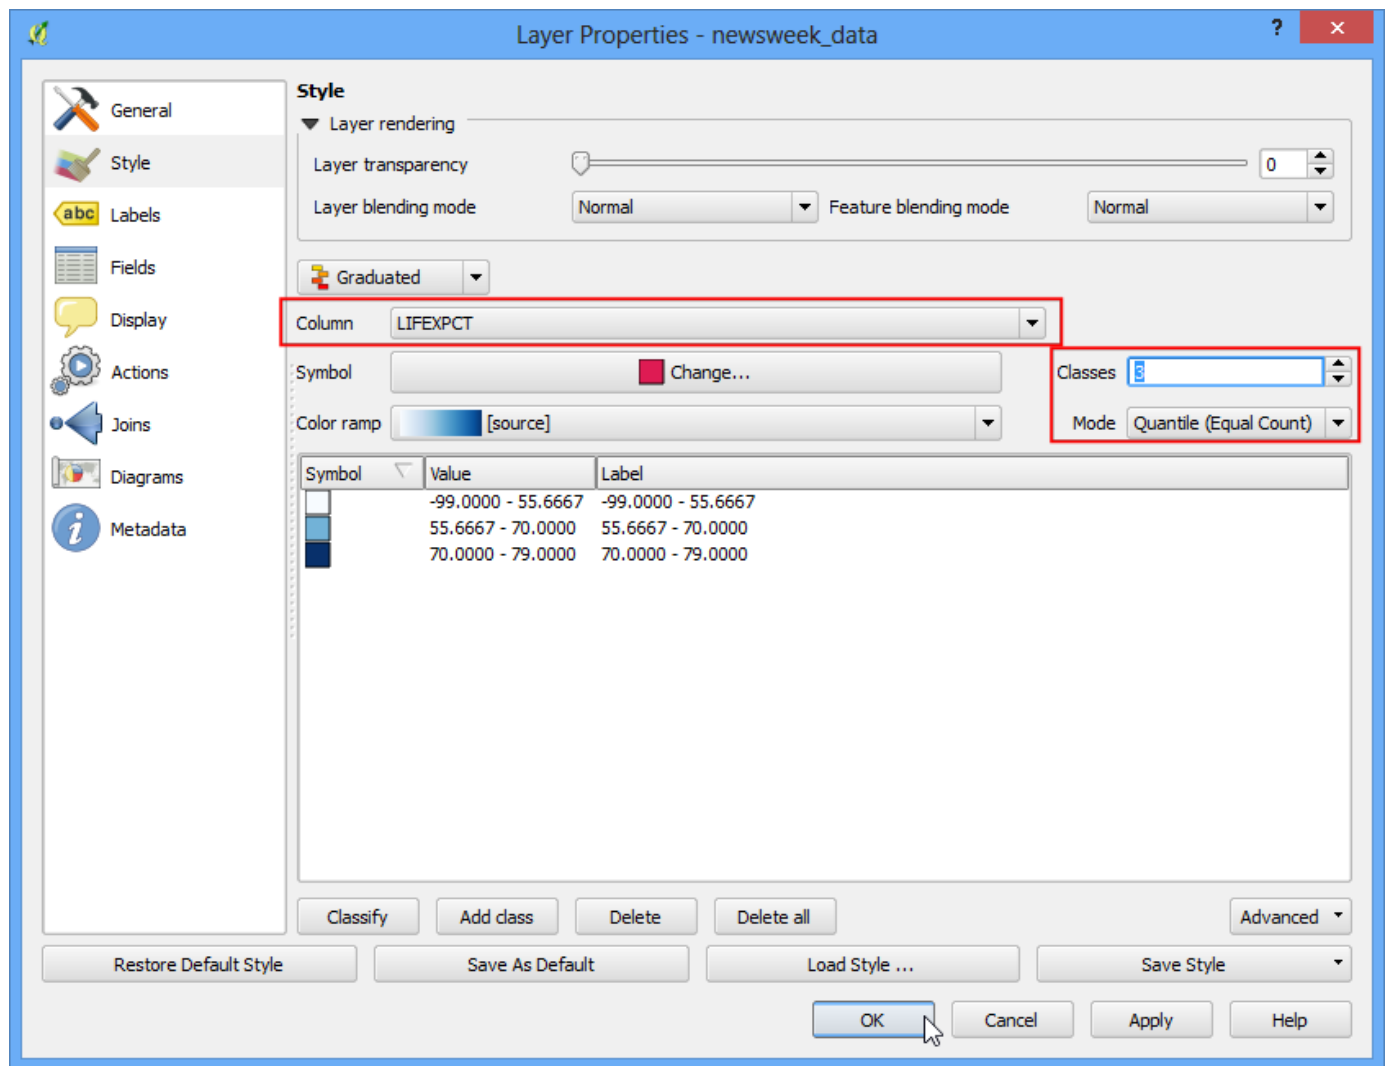 Layer Properties - newsweek_data
?
General
Style
abc
Labels
Fields
Display
Actions
Joins
Diagrams
i
Metadata
Style
Layer rendering
Layer transparency
0
Layer blending mode
Normal
Feature blending mode
Normal
Graduated
Column
LIFEXPCT
Symbol
Change...
Classes
3
Color ramp
[source]
Mode
Quantile (Equal Count)
Symbol Value Label
-99.0000 - 55.6667 -99.0000 - 55.6667
55.6667 - 70.0000 55.6667 - 70.0000
70.0000 - 79.0000 70.0000 - 79.0000
Classify
Add class
Delete
Delete all
Advanced
Restore Default Style
Save As Default
Load Style ...
Save Style
OK
Cancel
Apply
Help